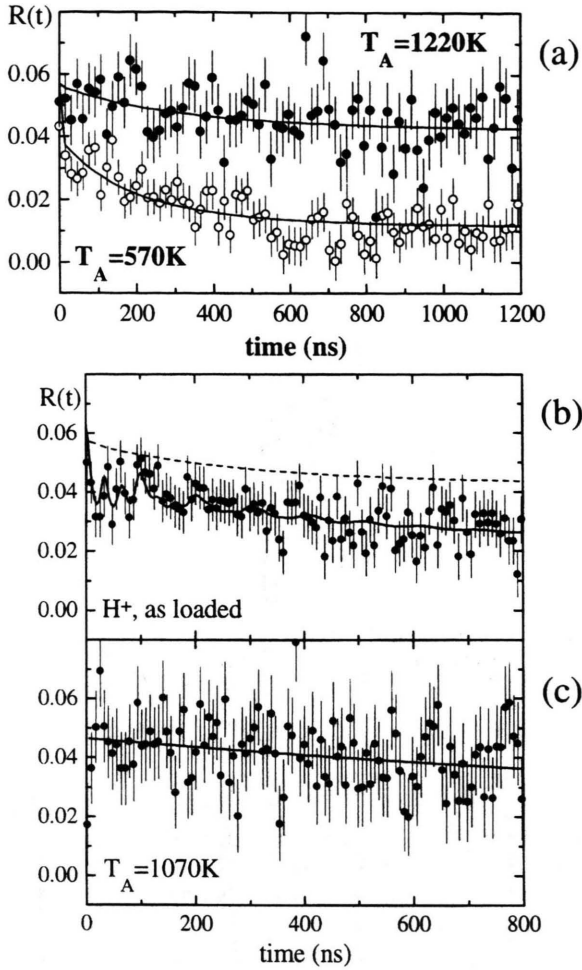 R(t)
(a)
T_A=1220K
0.06
0.04
0.02
0.00
T_A=570K
0 200 400 600 800 1000 1200
time (ns)
R(t)
(b)
0.06
0.04
0.02
0.00
H⁺, as loaded
(c)
0.06
0.04
0.02
0.00
T_A=1070K
0 200 400 600 800
time (ns)